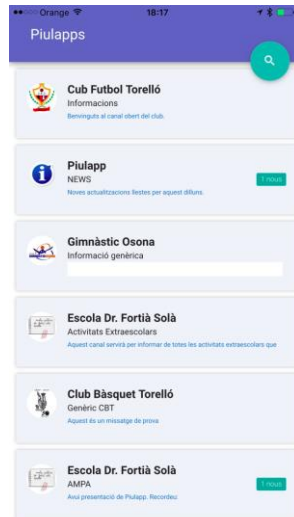 Orange 18:17
Piulapps
Cub Futbol Torelló
Informacions
Benvinguts al canal obert del club.
Piulapp
NEWS
1 nous
Noves actualitzacions llestes per aquest dilluns.
Gimnàstic Osona
Informació genèrica
Escola Dr. Fortià Solà
Activitats Extraescolars
Aquest canal servirà per informar de totes les activitats extraescolars que
Club Bàsquet Torelló
Genèric CBT
Aquest és un missatge de prova
Escola Dr. Fortià Solà
AMPA
1 nous
Avui presentació de Piulapp. Recordeu.